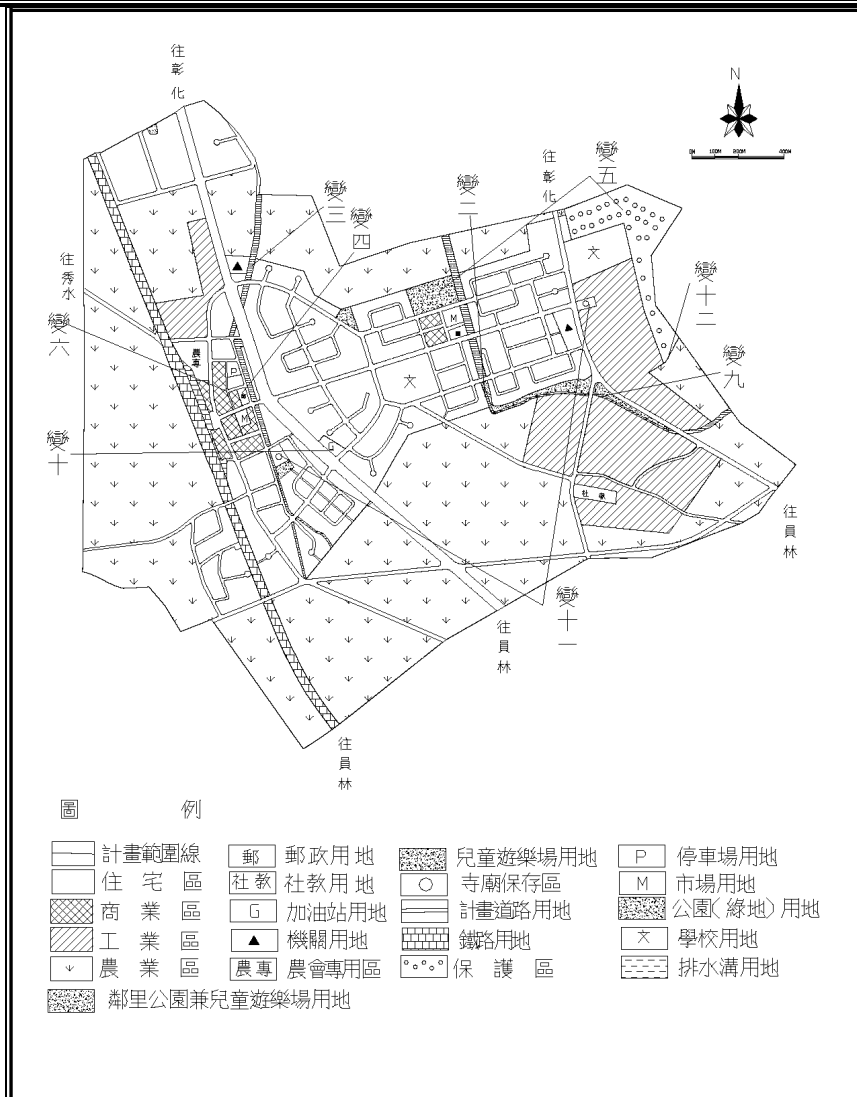 往彰化
N
0M 100M 200M 400M
往彰化
變五
變二
變三
變四
文
往秀水
變十二
變六
M
農專
P
變九
文
M
變十
G
社教
往員林
變十一
往員林
往員林
圖例
計畫範圍線
郵 郵政用地
兒童遊樂場用地
P 停車場用地
住宅區
社教 社教用地
寺廟保存區
M 市場用地
商業區
G 加油站用地
計畫道路用地
公園(綠地)用地
工業區
機關用地
鐵路用地
文 學校用地
農業區
農專 農會專用區
保護區
排水溝用地
鄰里公園兼兒童遊樂場用地